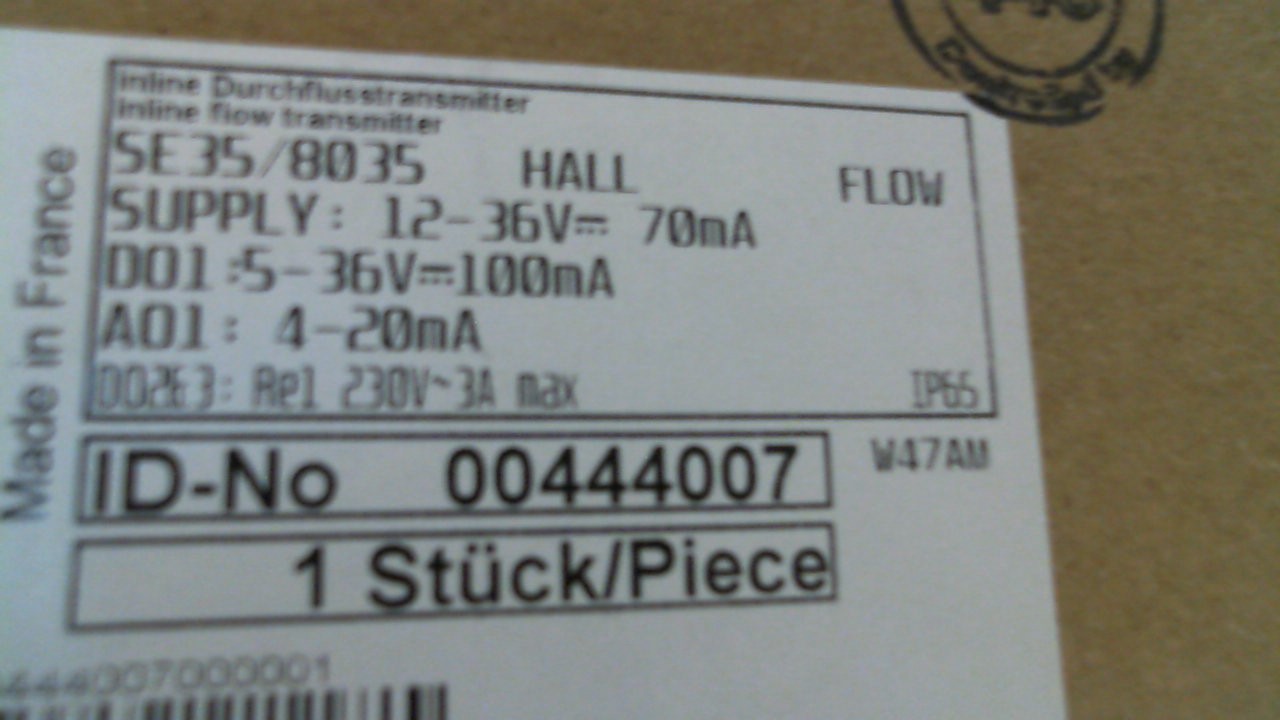 inline Durchflusstransmitter
Inline flow transmitter
SE35/8035 HALL FLOW
SUPPLY: 12-36V⎓ 70mA
DO1:5-36V⎓100mA
AO1: 4-20mA
DO2&3: Rel 230V~3A max IP65
ID-No 00444007
W47AM
1 Stück/Piece
444007000001
Made in France